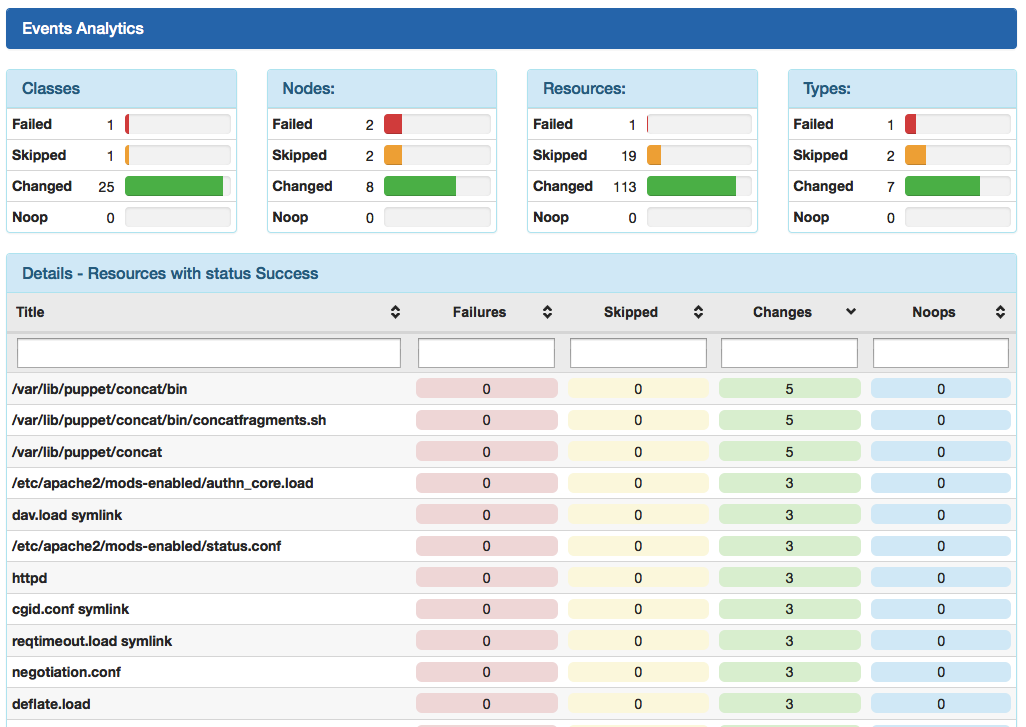 Events Analytics
Classes
Failed 1
Skipped 1
Changed 25
Noop 0
Nodes:
Failed 2
Skipped 2
Changed 8
Noop 0
Resources:
Failed 1
Skipped 19
Changed 113
Noop 0
Types:
Failed 1
Skipped 2
Changed 7
Noop 0
Details - Resources with status Success
Title Failures Skipped Changes Noops
/var/lib/puppet/concat/bin 0 0 5 0
/var/lib/puppet/concat/bin/concatfragments.sh 0 0 5 0
/var/lib/puppet/concat 0 0 5 0
/etc/apache2/mods-enabled/authn_core.load 0 0 3 0
dav.load symlink 0 0 3 0
/etc/apache2/mods-enabled/status.conf 0 0 3 0
httpd 0 0 3 0
cgid.conf symlink 0 0 3 0
reqtimeout.load symlink 0 0 3 0
negotiation.conf 0 0 3 0
deflate.load 0 0 3 0